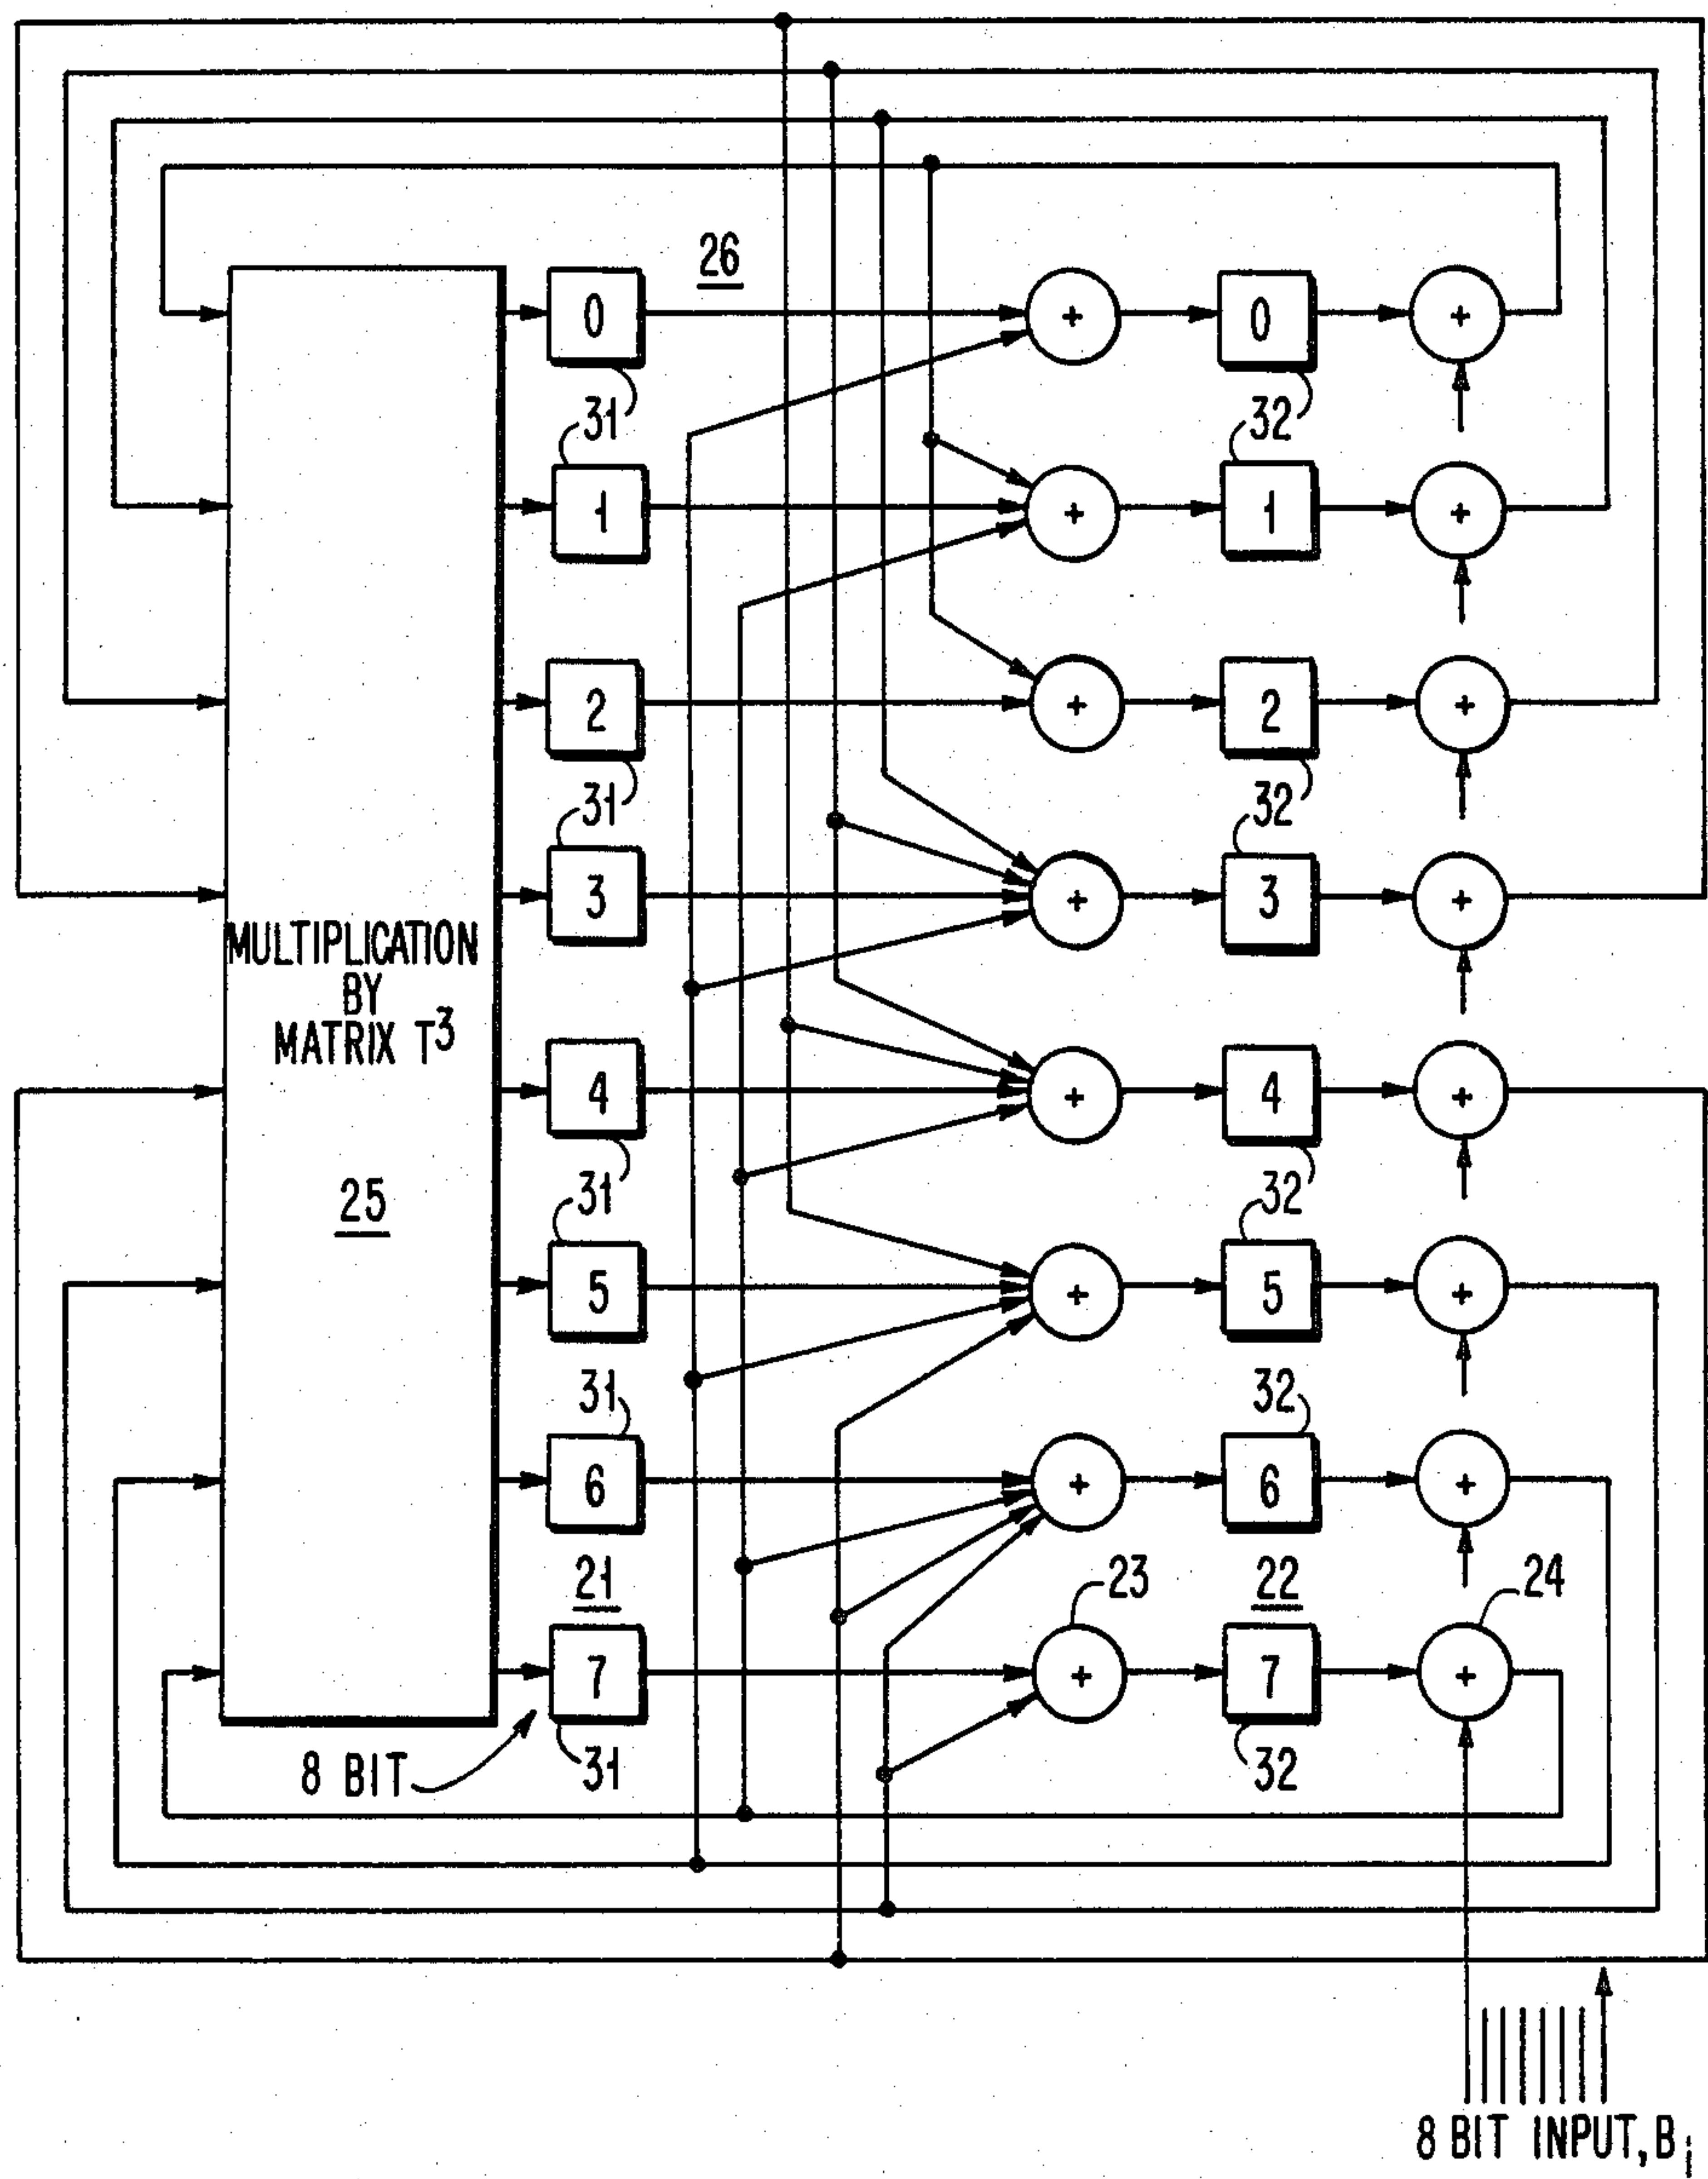 26
0 + 0 +
31 32
1 + 1 +
2 + 2 +
31 32
3 + 3 +
MULTIPLICATION
BY
MATRIX T3
4 + 4 +
25
31 32
5 + 5 +
31 32
6 + 6 +
21 23 22 24
7 + 7 +
8 BIT 31 32
8 BIT INPUT, Bi